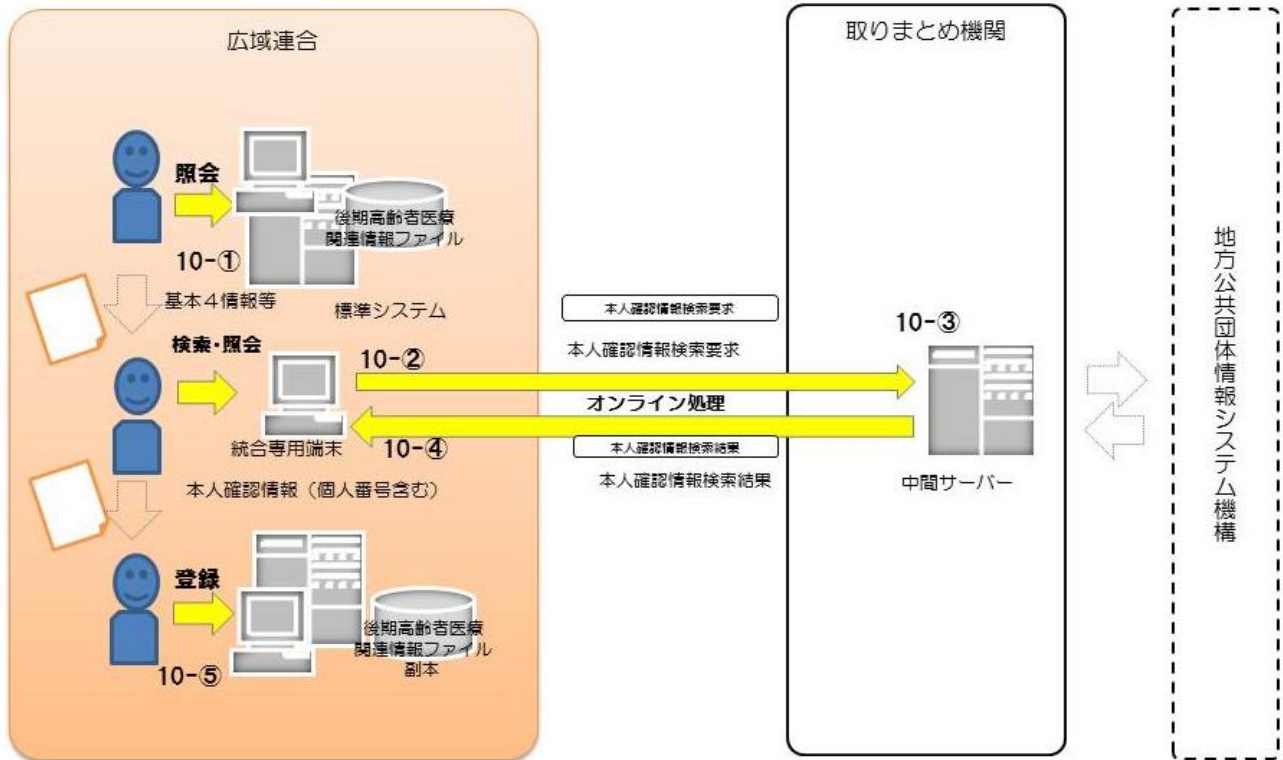 広域連合
取りまとめ機関
地方公共団体情報システム機構
照会
後期高齢者医療
関連情報ファイル
10-①
基本４情報等
標準システム
本人確認情報検索要求
10-③
検索・照会
10-②
本人確認情報検索要求
オンライン処理
統合専用端末
10-④
本人確認情報検索結果
本人確認情報検索結果
中間サーバー
本人確認情報（個人番号含む）
登録
後期高齢者医療
関連情報ファイル
副本
10-⑤